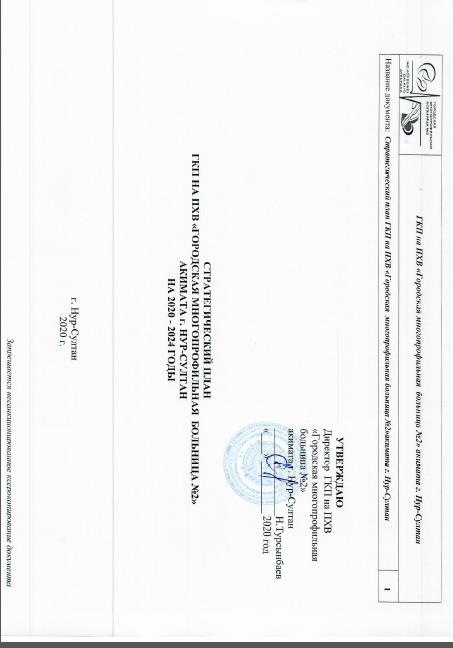 ГОРОДСКАЯ
МНОГОПРОФИЛЬНАЯ
БОЛЬНИЦА №2
ГКП на ПХВ «Городская многопрофильная больница №2» акимата г. Нур-Султан
Название документа: Стратегический план ГКП на ПХВ «Городская многопрофильная больница №2»акимата г. Нур-Султан
1
УТВЕРЖДАЮ
Директор ГКП на ПХВ
«Городская многопрофильная
больница №2»
акимата г. Нур-Султан
Н.Турсынбаев
«____»__________ 2020 год
СТРАТЕГИЧЕСКИЙ ПЛАН
ГКП НА ПХВ «ГОРОДСКАЯ МНОГОПРОФИЛЬНАЯ БОЛЬНИЦА №2»
АКИМАТА г. НУР-СУЛТАН
НА 2020 - 2024 ГОДЫ
г. Нур-Султан
2020 г.
Запрещается несанкционированное ксерокопирование документа